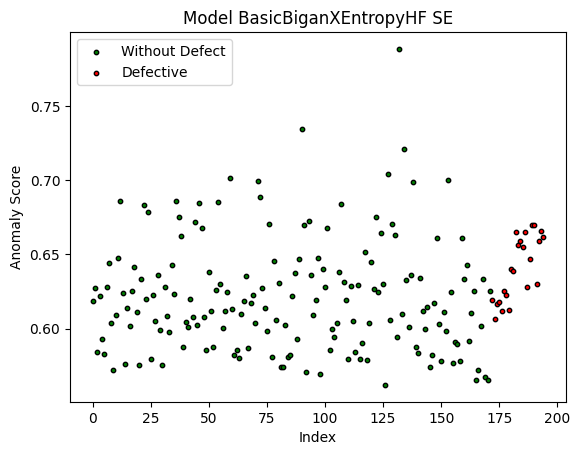 Model BasicBiganXEntropyHF SE
Without Defect
Defective
Anomaly Score
0.75
0.70
0.65
0.60
0 25 50 75 100 125 150 175 200
Index